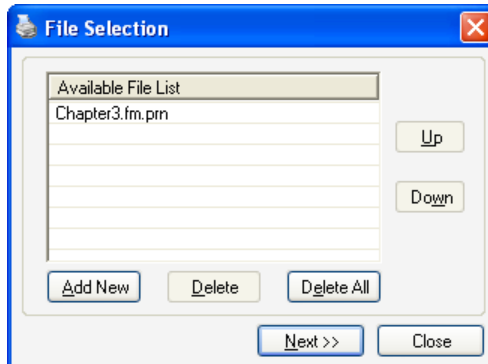 File Selection
Available File List
Chapter3.fm.prn
Up
Down
Add New Delete Delete All
Next >> Close